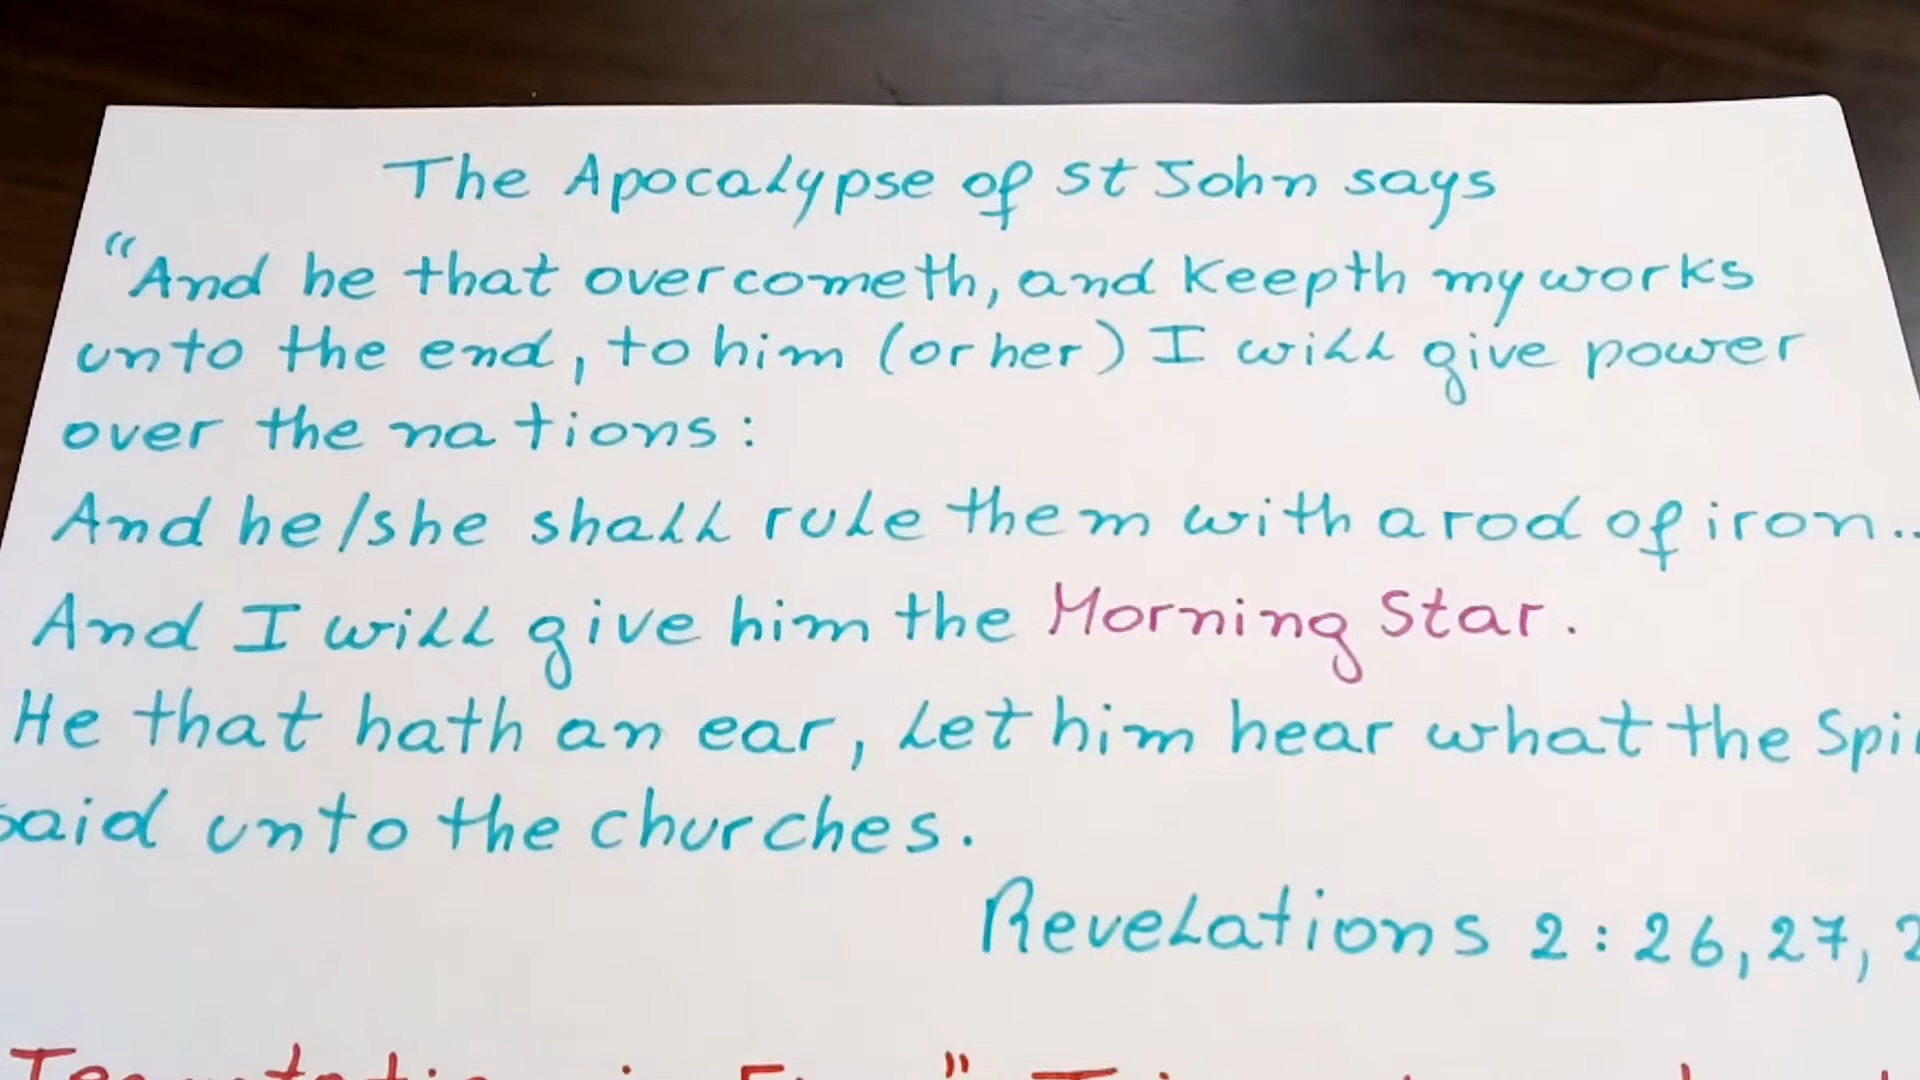 The Apocalypse of St John says
"And he that overcometh, and keepth my works
unto the end, to him (or her) I will give power
over the nations:
And he/she shall rule them with a rod of iron..
And I will give him the Morning Star.
He that hath an ear, let him hear what the
said unto the churches.
Revelations 2:26,27,